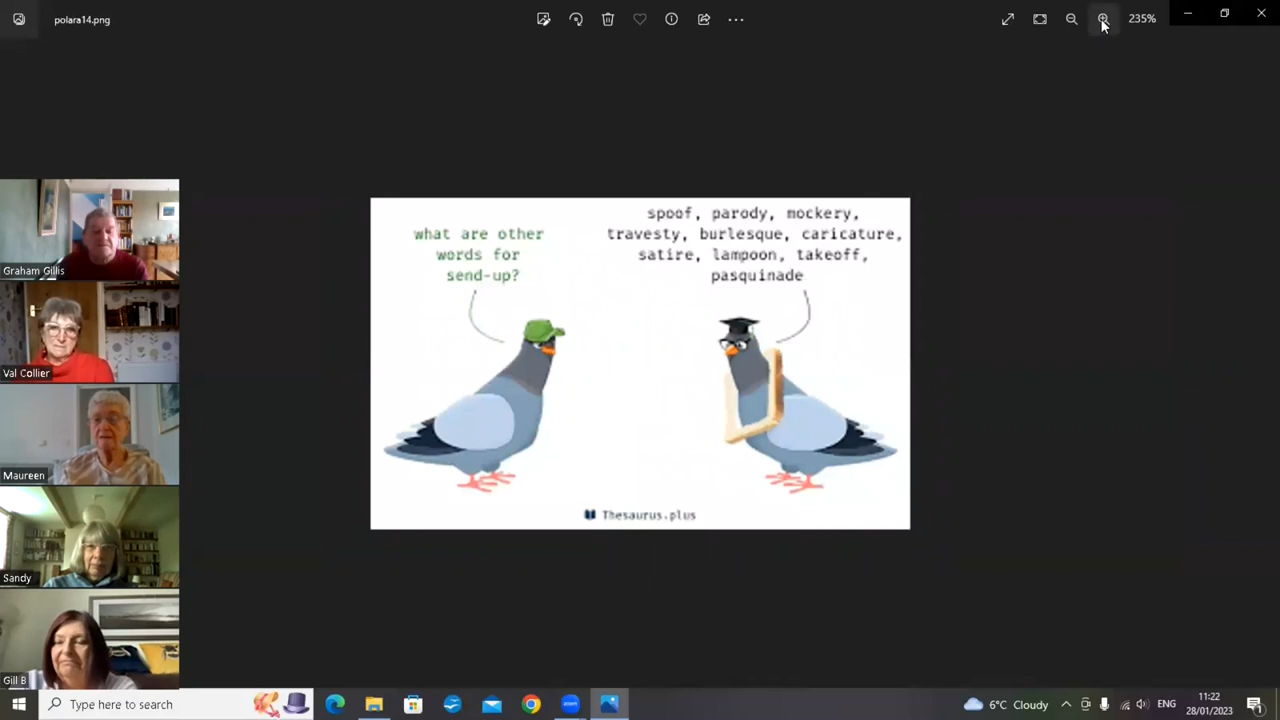 polara14.png
235%
Graham Gillis
Val Collier
Maureen
Sandy
Gill B
what are other
words for
send-up?
spoof, parody, mockery,
travesty, burlesque, caricature,
satire, lampoon, takeoff,
pasquinade
Thesaurus.plus
Type here to search
zoom
6°C Cloudy
ENG
11:22
28/01/2023
1